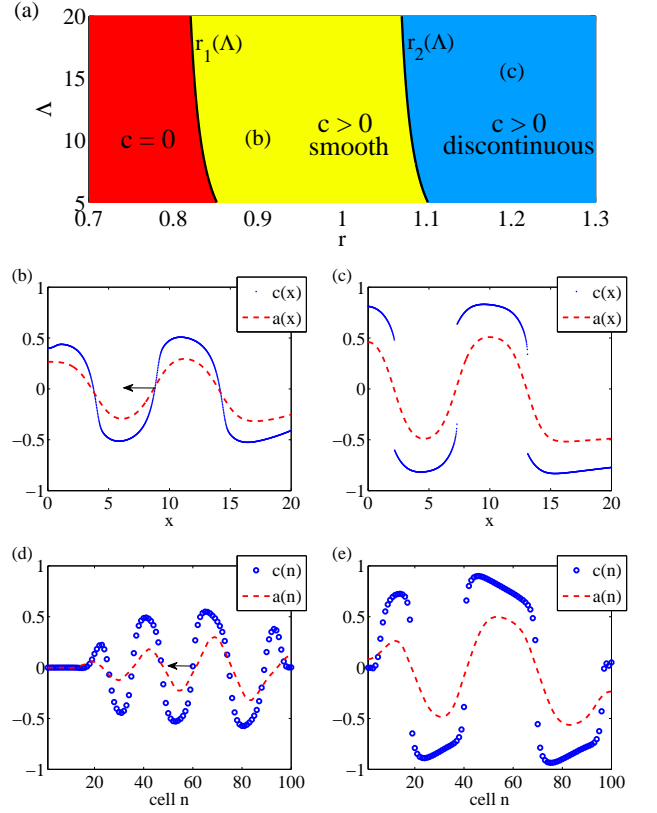 (a)
20
15
10
5
Λ
r1(Λ)
r2(Λ)
(c)
c = 0
(b)
c > 0
smooth
c > 0
discontinuous
0.7 0.8 0.9 1 1.1 1.2 1.3
r
(b)
1
0.5
0
−0.5
−1
c(x)
a(x)
0 5 10 15 20
x
(c)
1
0.5
0
−0.5
−1
c(x)
a(x)
0 5 10 15 20
x
(d)
1
0.5
0
−0.5
−1
c(n)
a(n)
20 40 60 80 100
cell n
(e)
1
0.5
0
−0.5
−1
c(n)
a(n)
20 40 60 80 100
cell n